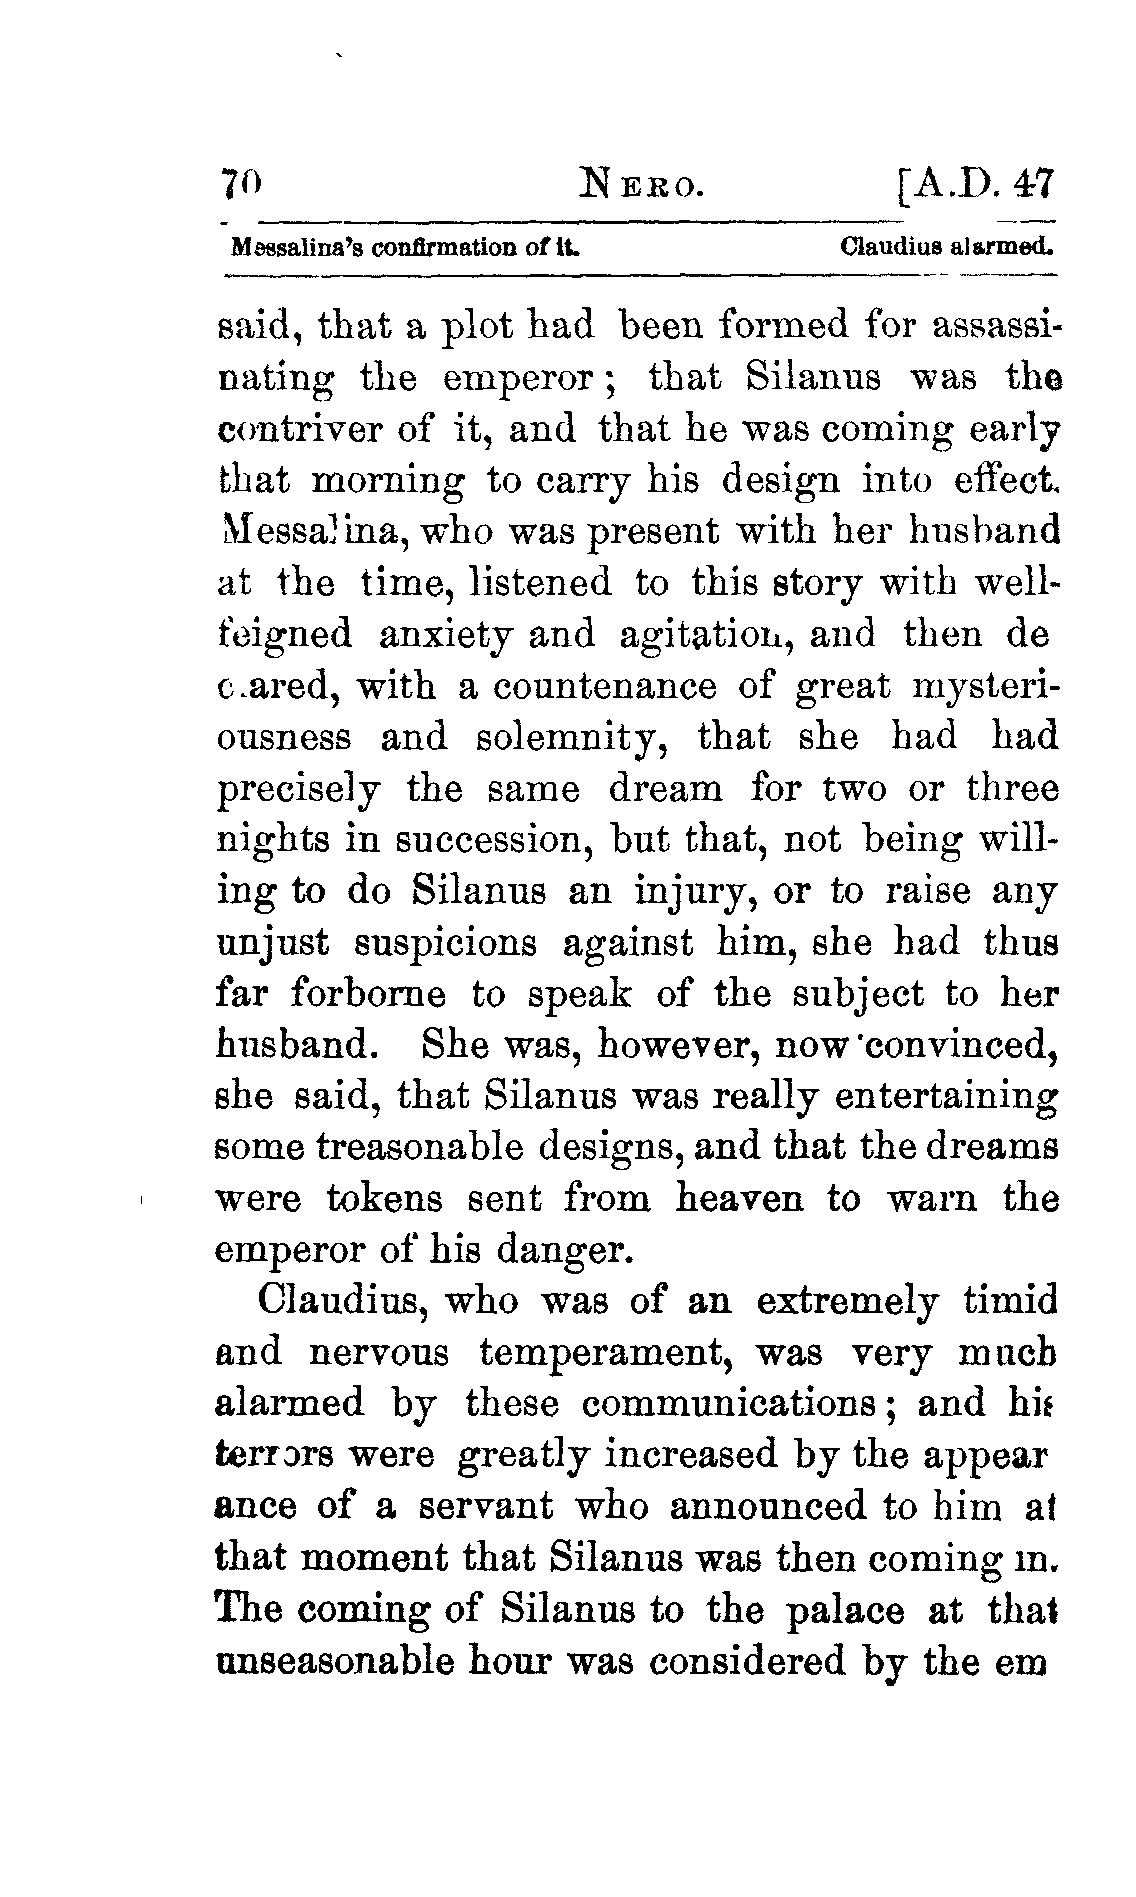 70 NERO. [A.D. 47
Messalina's confirmation of it. Claudius alarmed.
said, that a plot had been formed for assassi-
nating the emperor; that Silanus was the
contriver of it, and that he was coming early
that morning to carry his design into effect.
Messalina, who was present with her husband
at the time, listened to this story with well-
feigned anxiety and agitation, and then de
clared, with a countenance of great mysteri-
ousness and solemnity, that she had had
precisely the same dream for two or three
nights in succession, but that, not being will-
ing to do Silanus an injury, or to raise any
unjust suspicions against him, she had thus
far forborne to speak of the subject to her
husband. She was, however, now convinced,
she said, that Silanus was really entertaining
some treasonable designs, and that the dreams
were tokens sent from heaven to warn the
emperor of his danger.
Claudius, who was of an extremely timid
and nervous temperament, was very much
alarmed by these communications; and his
terrors were greatly increased by the appear
ance of a servant who announced to him at
that moment that Silanus was then coming in.
The coming of Silanus to the palace at that
unseasonable hour was considered by the em